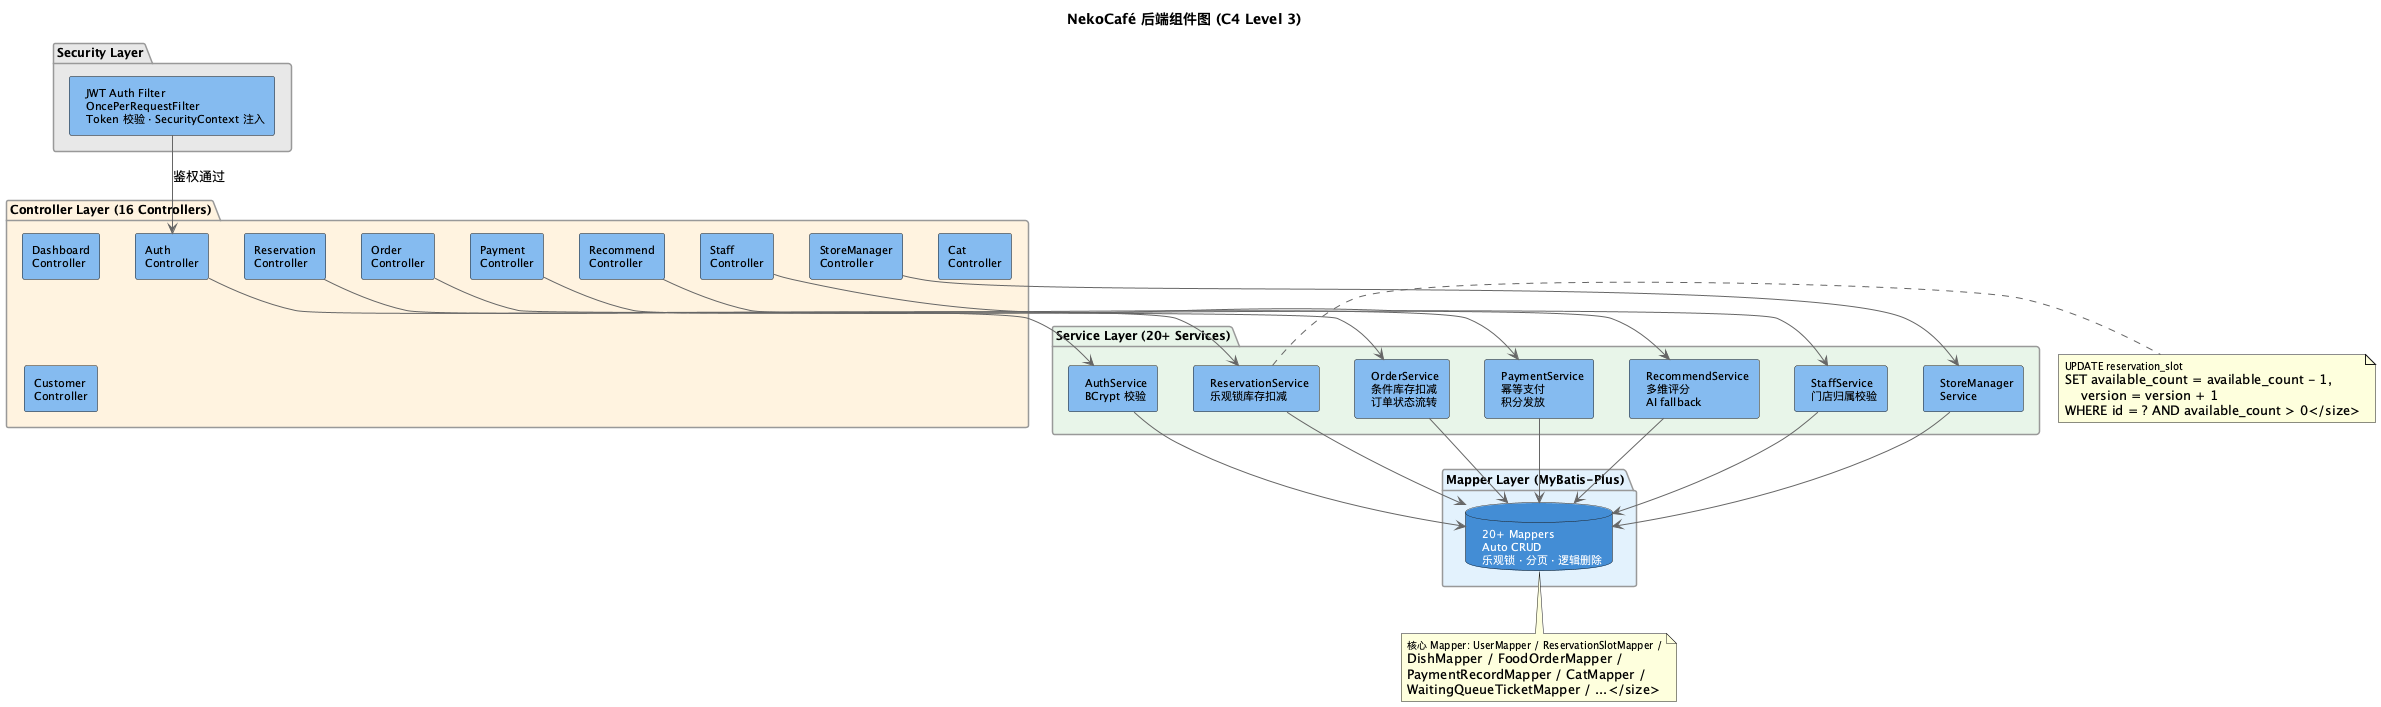 NekoCafé 后端组件图 (C4 Level 3)
Security Layer
JWT Auth Filter
OncePerRequestFilter
Token 校验 · SecurityContext 注入
鉴权通过
Controller Layer (16 Controllers)
Dashboard
Controller
Auth
Controller
Reservation
Controller
Order
Controller
Payment
Controller
Recommend
Controller
Staff
Controller
StoreManager
Controller
Cat
Controller
Customer
Controller
Service Layer (20+ Services)
AuthService
BCrypt 校验
ReservationService
乐观锁库存扣减
OrderService
条件库存扣减
订单状态流转
PaymentService
幂等支付
积分发放
RecommendService
多维评分
AI fallback
StaffService
门店归属校验
StoreManager
Service
UPDATE reservation_slot
SET available_count = available_count - 1,
version = version + 1
WHERE id = ? AND available_count > 0</size>
Mapper Layer (MyBatis-Plus)
20+ Mappers
Auto CRUD
乐观锁 · 分页 · 逻辑删除
核心 Mapper: UserMapper / ReservationSlotMapper /
DishMapper / FoodOrderMapper /
PaymentRecordMapper / CatMapper /
WaitingQueueTicketMapper / ...</size>